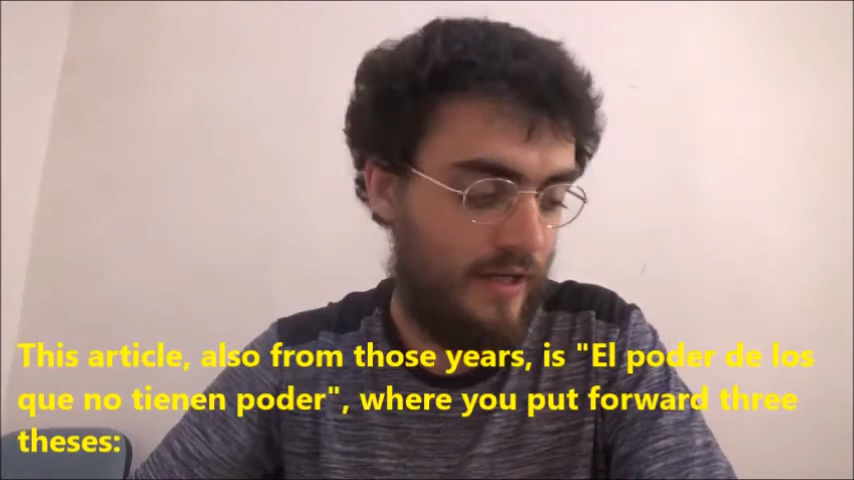 This article, also from those years, is "El poder de los
que no tienen poder", where you put forward three
theses: